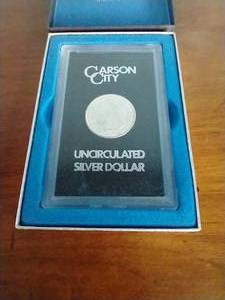 CARSON
CITY
UNCIRCULATED
SILVER DOLLAR